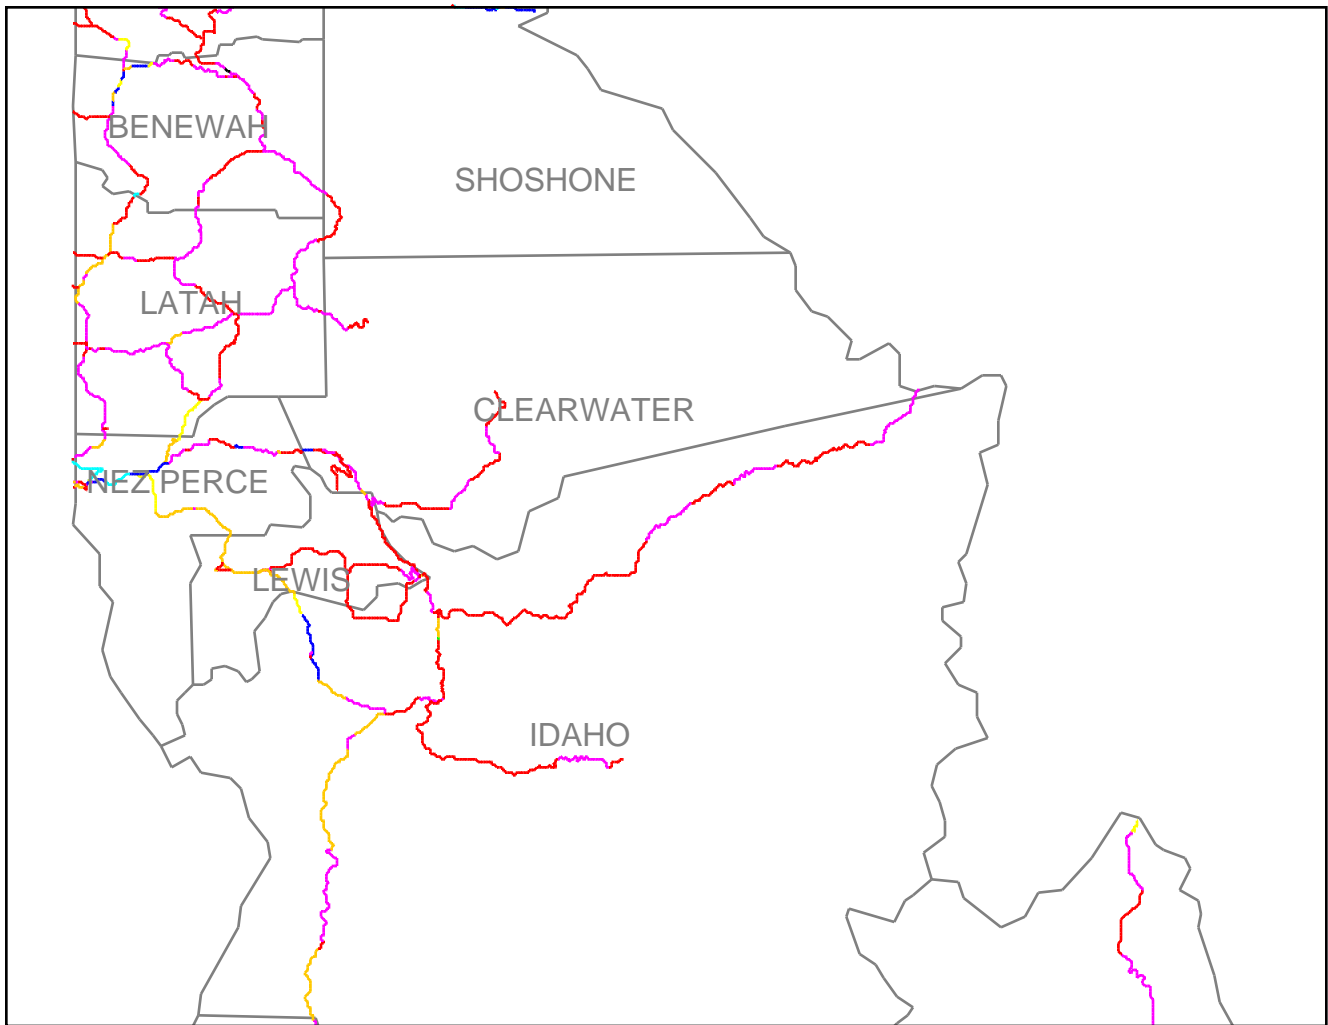 BENEWAH
SHOSHONE
LATAH
CLEARWATER
NEZ PERCE
LEWIS
IDAHO